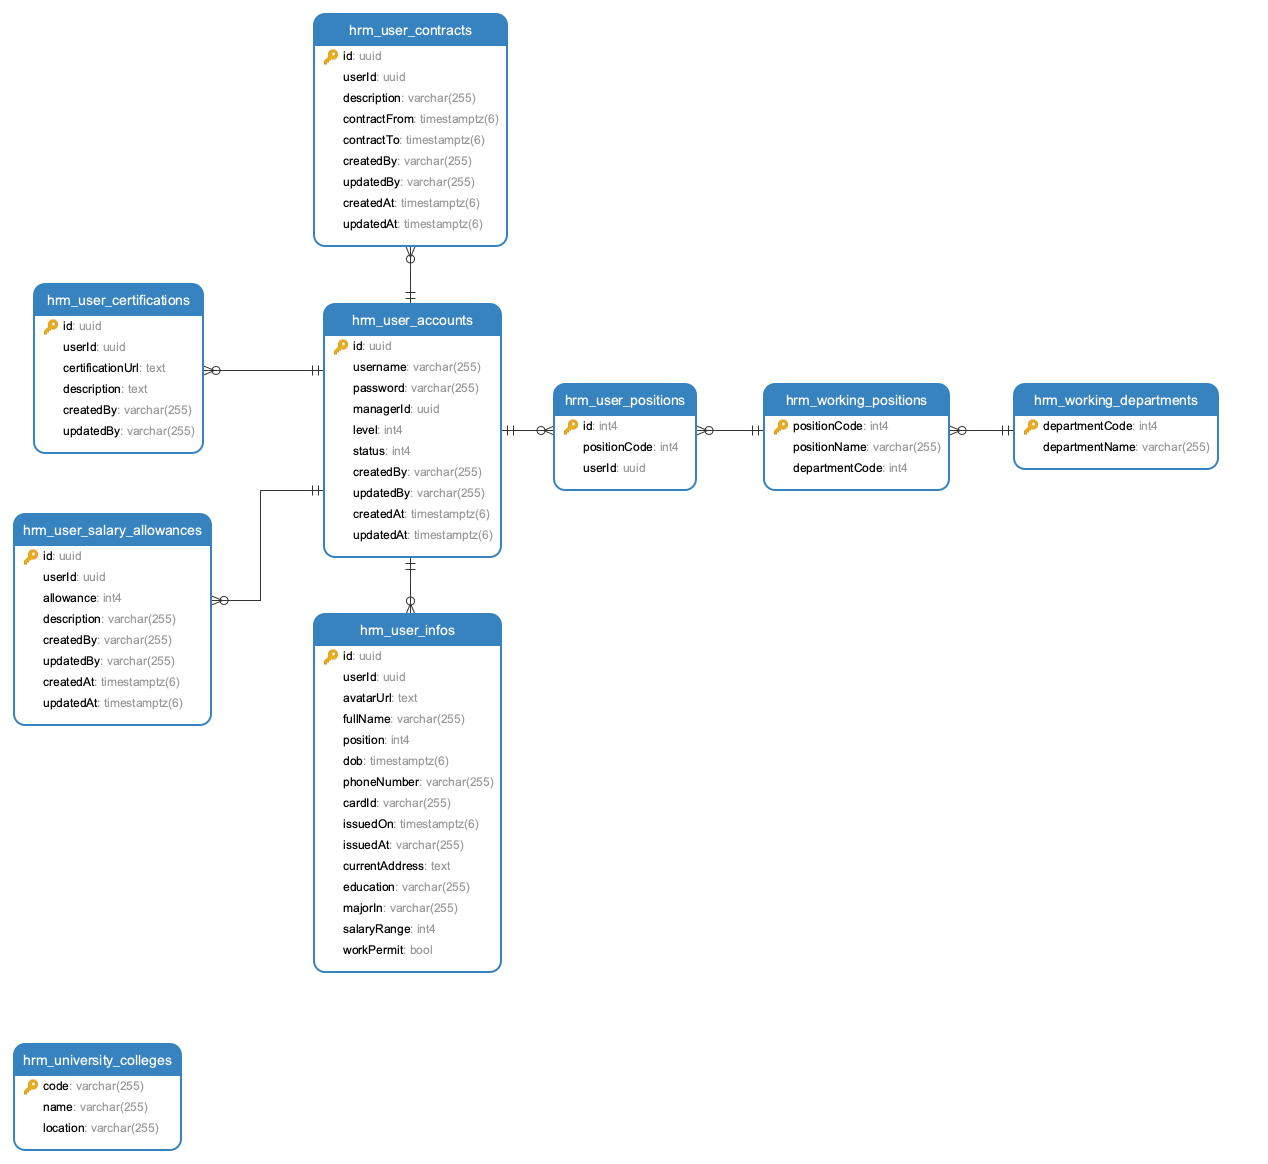 hrm_user_contracts
id: uuid
userId: uuid
description: varchar(255)
contractFrom: timestamptz(6)
contractTo: timestamptz(6)
createdBy: varchar(255)
updatedBy: varchar(255)
createdAt: timestamptz(6)
updatedAt: timestamptz(6)
hrm_user_certifications
id: uuid
userId: uuid
certificationUrl: text
description: text
createdBy: varchar(255)
updatedBy: varchar(255)
hrm_user_accounts
id: uuid
username: varchar(255)
password: varchar(255)
managerId: uuid
level: int4
status: int4
createdBy: varchar(255)
updatedBy: varchar(255)
createdAt: timestamptz(6)
updatedAt: timestamptz(6)
hrm_user_positions
id: int4
positionCode: int4
userId: uuid
hrm_working_positions
positionCode: int4
positionName: varchar(255)
departmentCode: int4
hrm_working_departments
departmentCode: int4
departmentName: varchar(255)
hrm_user_salary_allowances
id: uuid
userId: uuid
allowance: int4
description: varchar(255)
createdBy: varchar(255)
updatedBy: varchar(255)
createdAt: timestamptz(6)
updatedAt: timestamptz(6)
hrm_user_infos
id: uuid
userId: uuid
avatarUrl: text
fullName: varchar(255)
position: int4
dob: timestamptz(6)
phoneNumber: varchar(255)
cardId: varchar(255)
issuedOn: timestamptz(6)
issuedAt: varchar(255)
currentAddress: text
education: varchar(255)
majorIn: varchar(255)
salaryRange: int4
workPermit: bool
hrm_university_colleges
code: varchar(255)
name: varchar(255)
location: varchar(255)